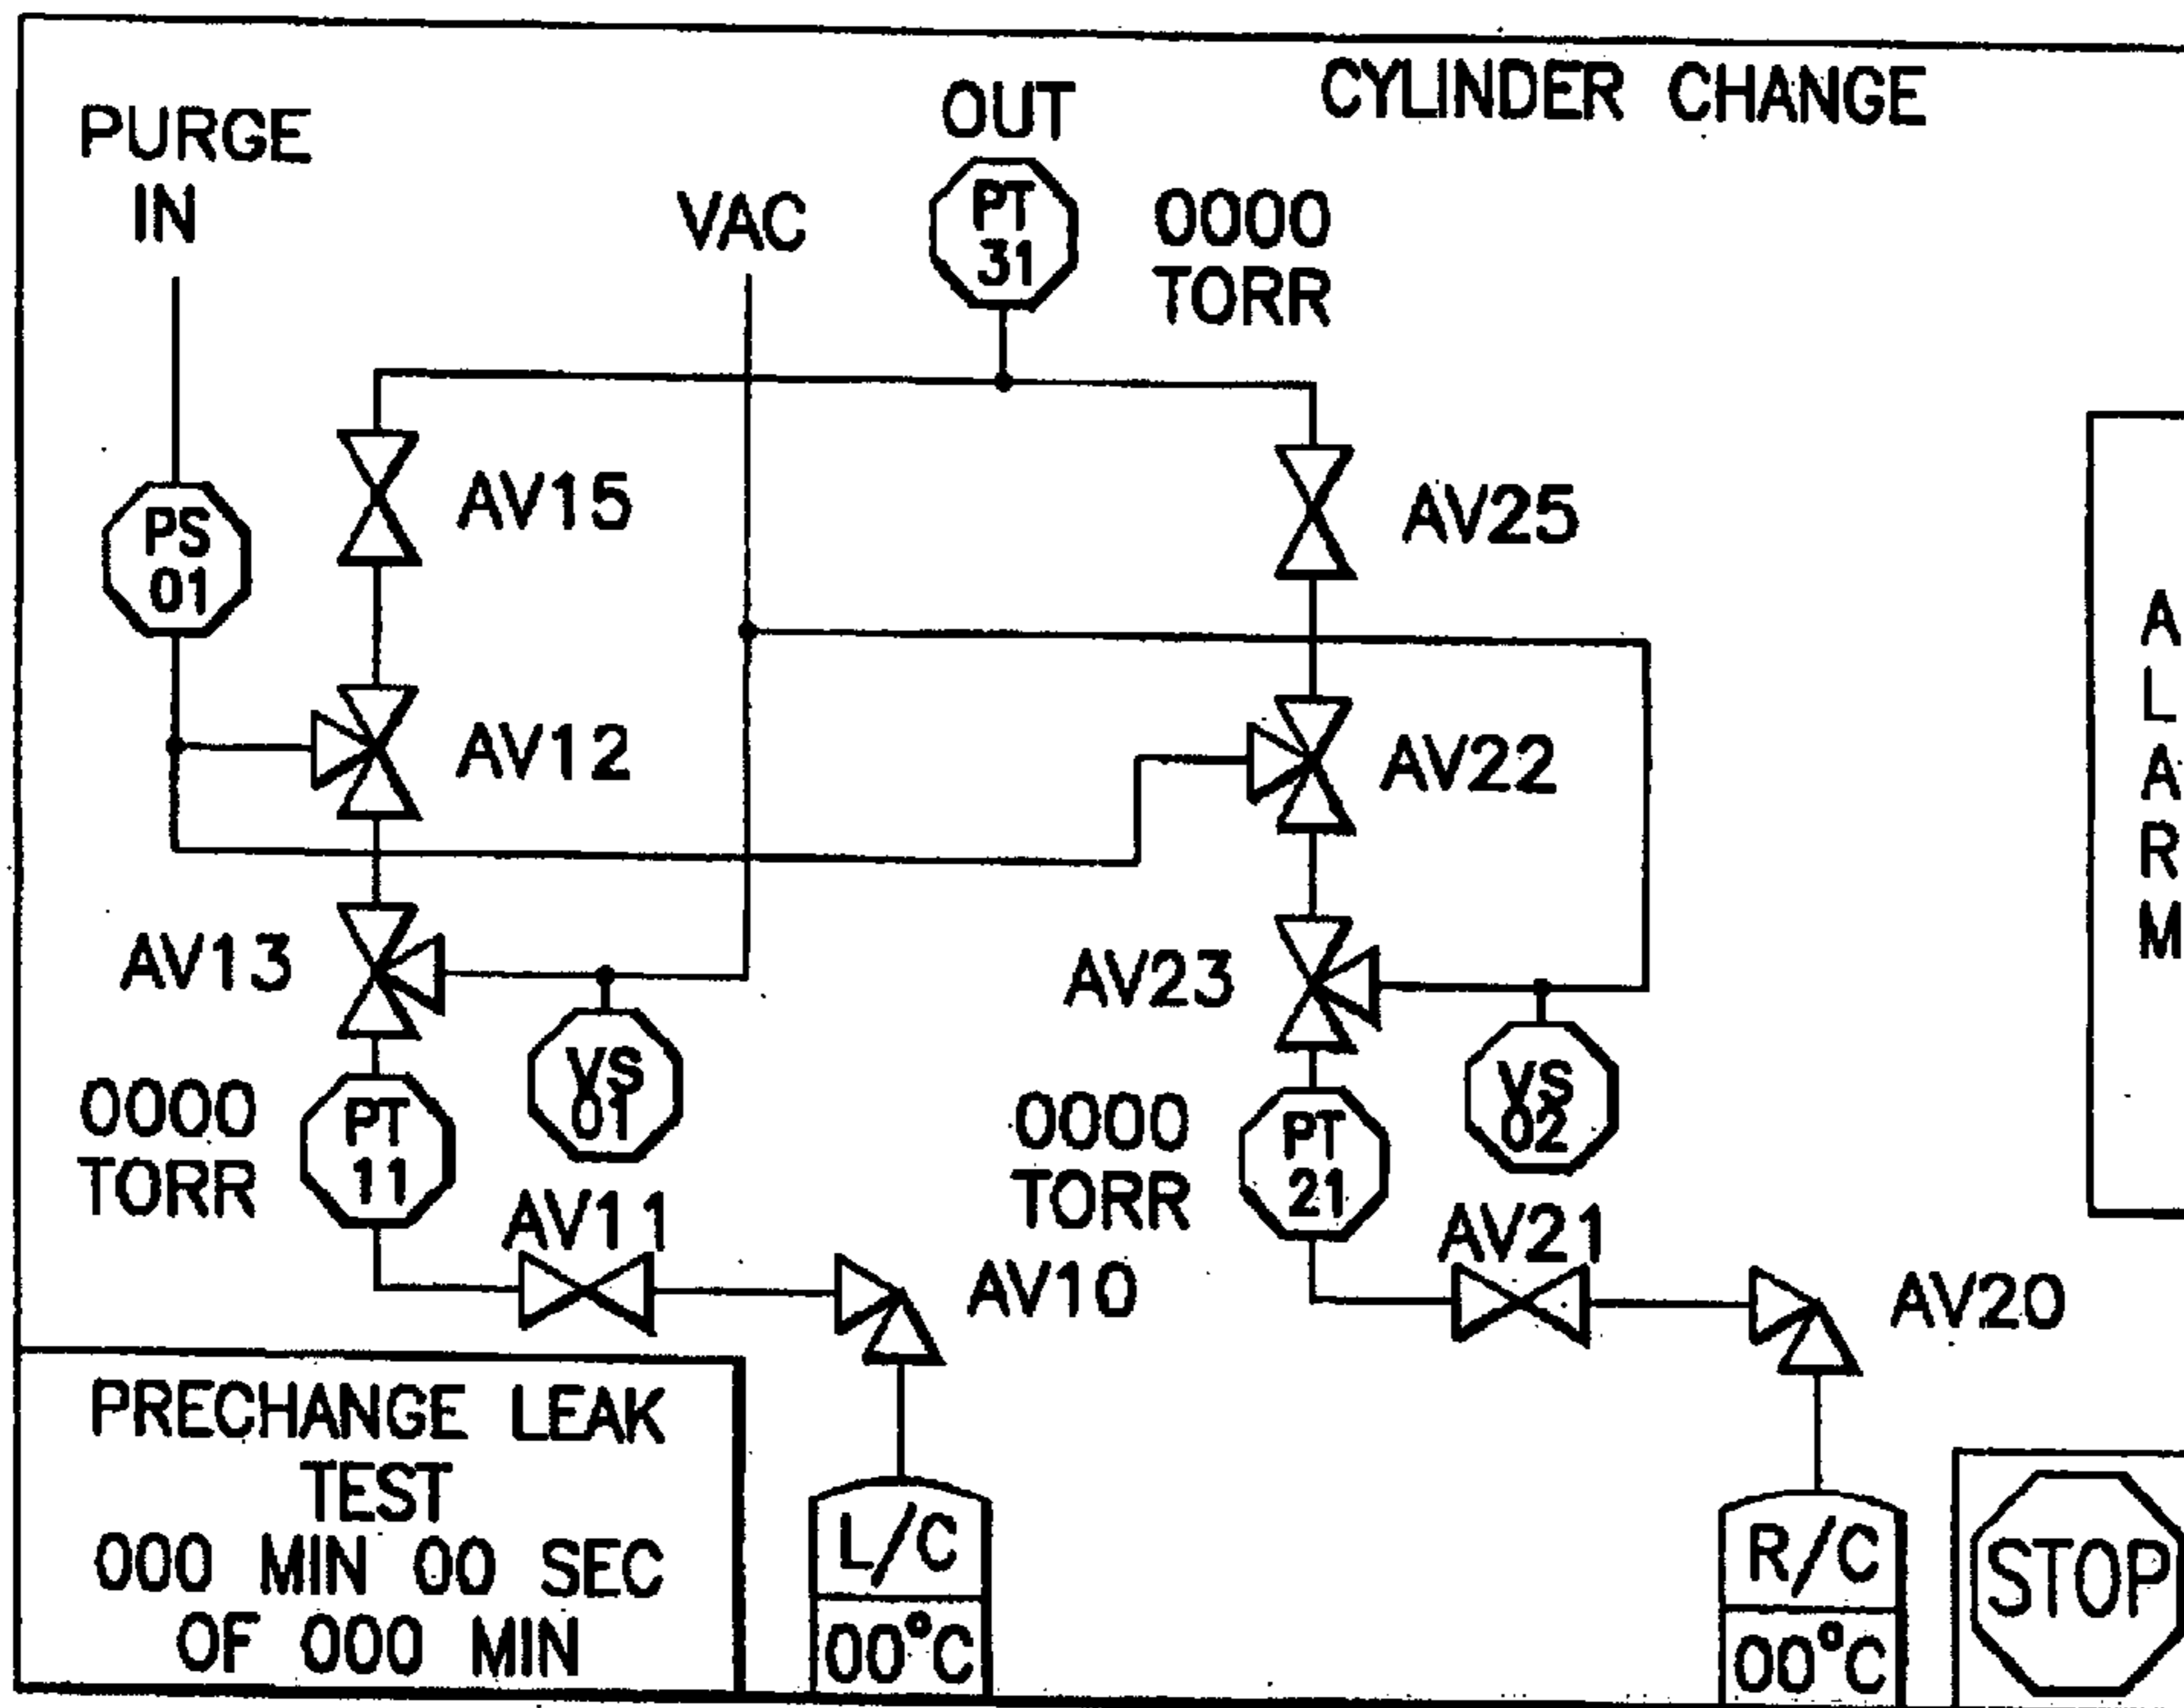 CYLINDER CHANGE
PURGE
IN
VAC
OUT
PT
31
0000
TORR
PS
01
AV15
AV25
AV12
AV22
AV13
AV23
VS
01
VS
02
0000
TORR
PT
11
0000
TORR
PT
21
AV11
AV10
AV21
AV20
PRECHANGE LEAK
TEST
000 MIN 00 SEC
OF 000 MIN
L/C
00°C
R/C
00°C
STOP
A
L
A
R
M